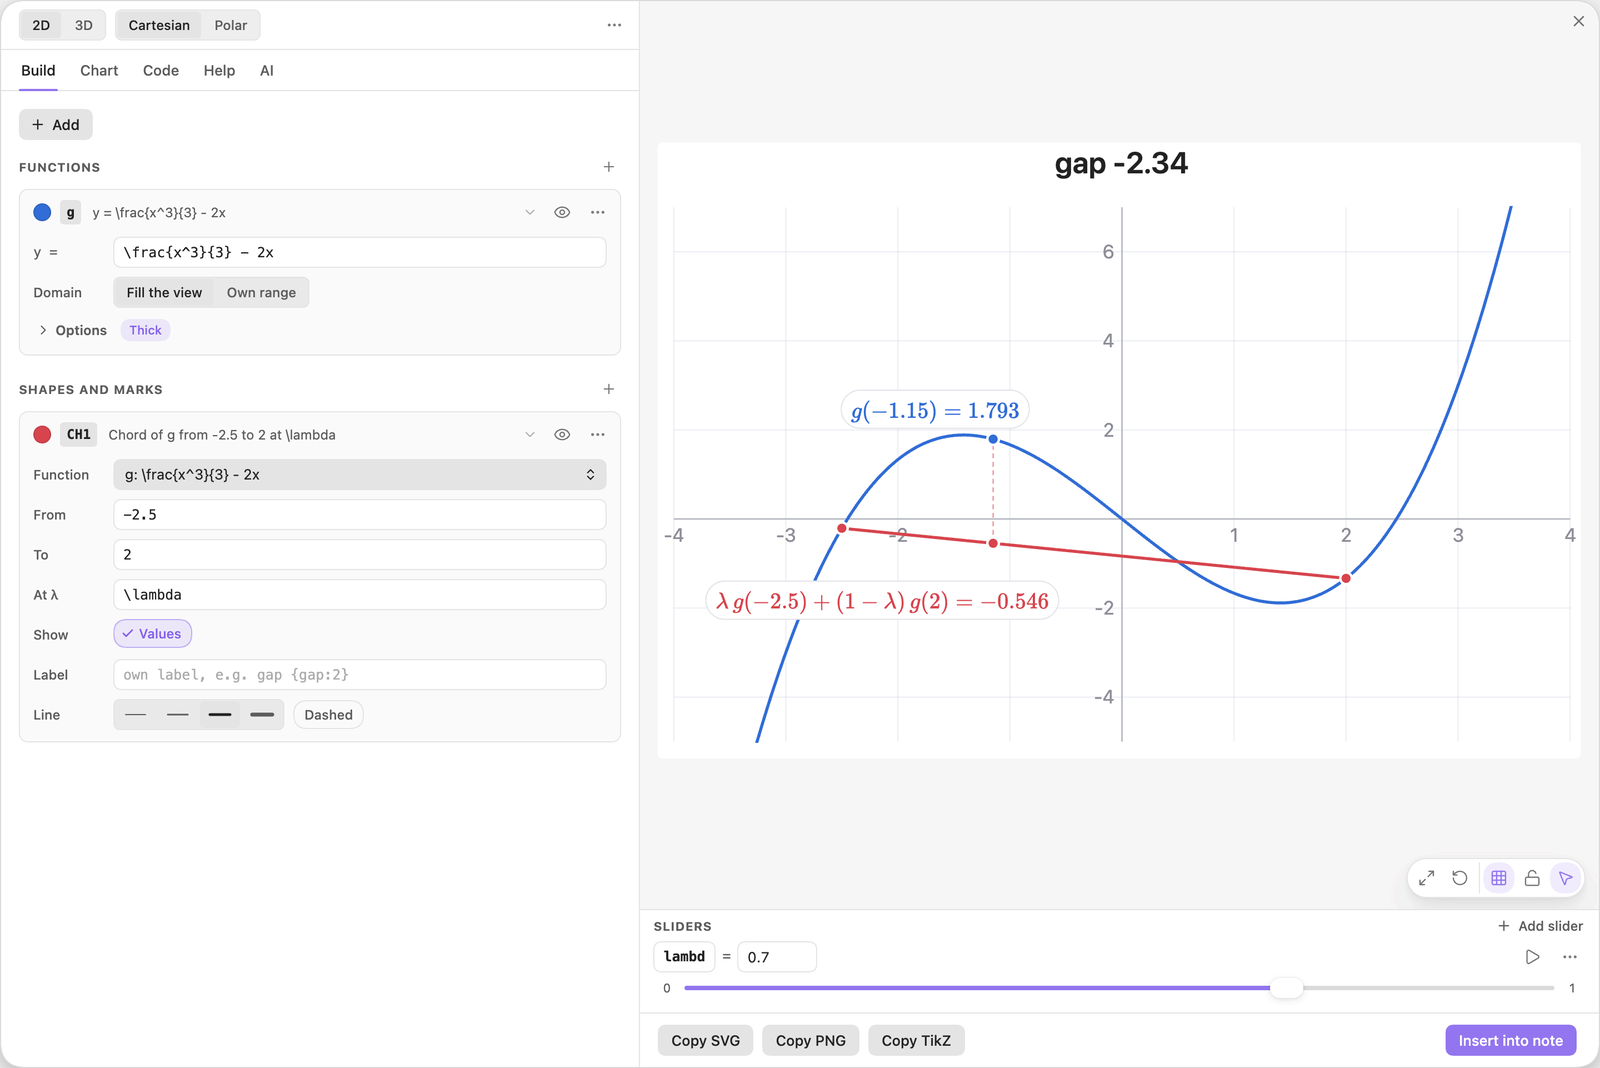 2D 3D Cartesian Polar
Build Chart Code Help AI
+ Add
FUNCTIONS
g y = \frac{x^3}{3} - 2x
y = \frac{x^3}{3} - 2x
Domain Fill the view Own range
Options Thick
SHAPES AND MARKS
CH1 Chord of g from -2.5 to 2 at \lambda
Function g: \frac{x^3}{3} - 2x
From -2.5
To 2
At λ \lambda
Show Values
Label own label, e.g. gap {gap:2}
Line Dashed
gap -2.34
6
4
g(−1.15) = 1.793
2
-4 -3 -2 1 2 3 4
λ g(−2.5) + (1 − λ) g(2) = −0.546
-2
-4
SLIDERS + Add slider
lambd = 0.7
0 1
Copy SVG Copy PNG Copy TikZ Insert into note